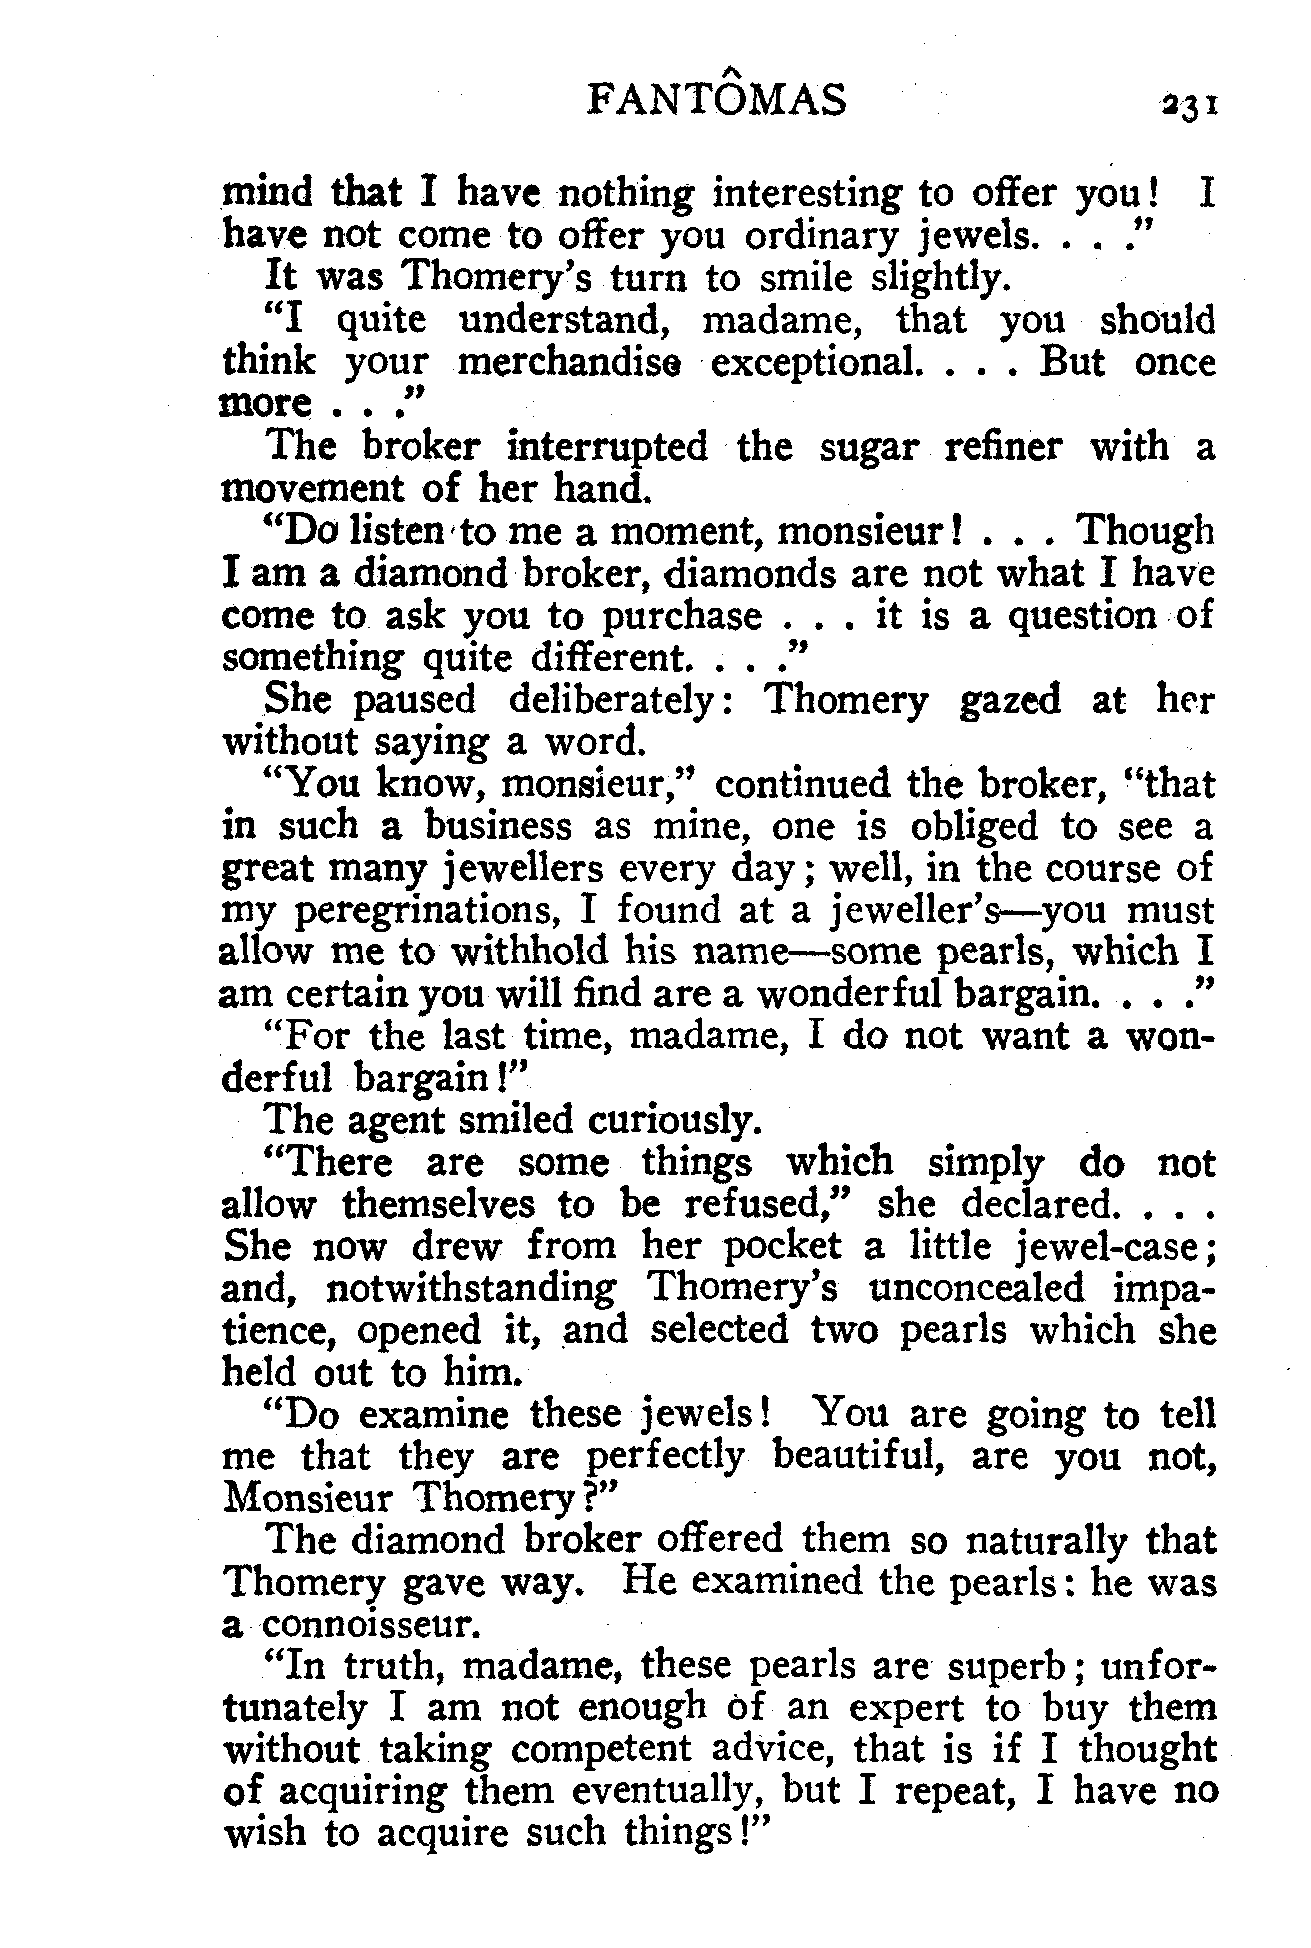 FANTÔMAS 231
mind that I have nothing interesting to offer you! I
have not come to offer you ordinary jewels. . . ."
It was Thomery's turn to smile slightly.
"I quite understand, madame, that you should
think your merchandise exceptional. . . . But once
more . . ."
The broker interrupted the sugar refiner with a
movement of her hand.
"Do listen to me a moment, monsieur! . . . Though
I am a diamond broker, diamonds are not what I have
come to ask you to purchase . . . it is a question of
something quite different. . . ."
She paused deliberately: Thomery gazed at her
without saying a word.
"You know, monsieur," continued the broker, "that
in such a business as mine, one is obliged to see a
great many jewellers every day; well, in the course of
my peregrinations, I found at a jeweller's—you must
allow me to withhold his name—some pearls, which I
am certain you will find are a wonderful bargain. . . ."
"For the last time, madame, I do not want a won-
derful bargain!"
The agent smiled curiously.
"There are some things which simply do not
allow themselves to be refused," she declared. . . .
She now drew from her pocket a little jewel-case;
and, notwithstanding Thomery's unconcealed impa-
tience, opened it, and selected two pearls which she
held out to him.
"Do examine these jewels! You are going to tell
me that they are perfectly beautiful, are you not,
Monsieur Thomery?"
The diamond broker offered them so naturally that
Thomery gave way. He examined the pearls: he was
a connoisseur.
"In truth, madame, these pearls are superb; unfor-
tunately I am not enough of an expert to buy them
without taking competent advice, that is if I thought
of acquiring them eventually, but I repeat, I have no
wish to acquire such things!"